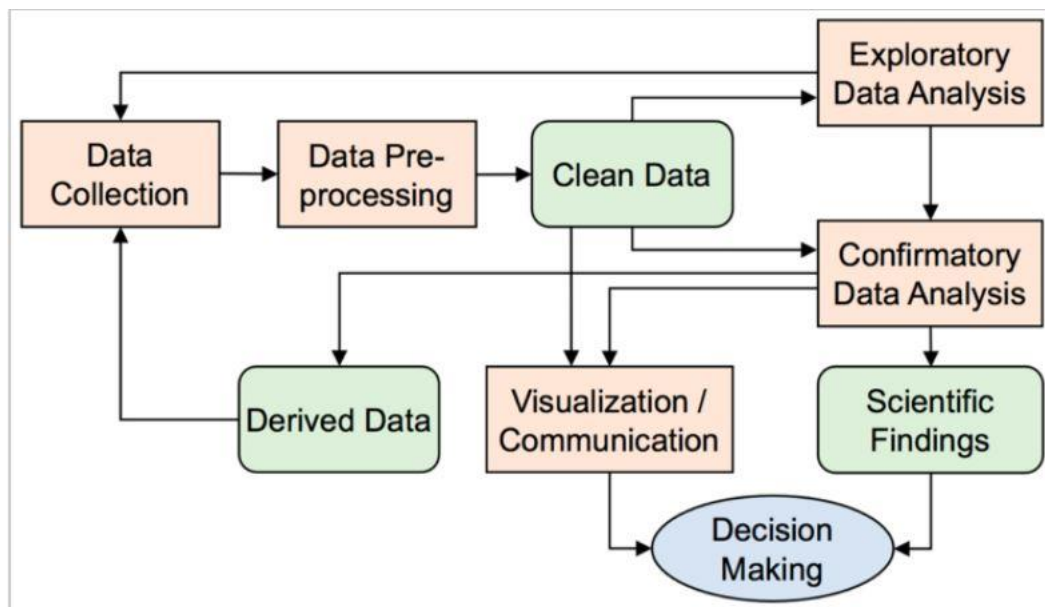 Exploratory
Data Analysis
Data
Collection
Data Pre-
processing
Clean Data
Confirmatory
Data Analysis
Derived Data
Visualization /
Communication
Scientific
Findings
Decision
Making